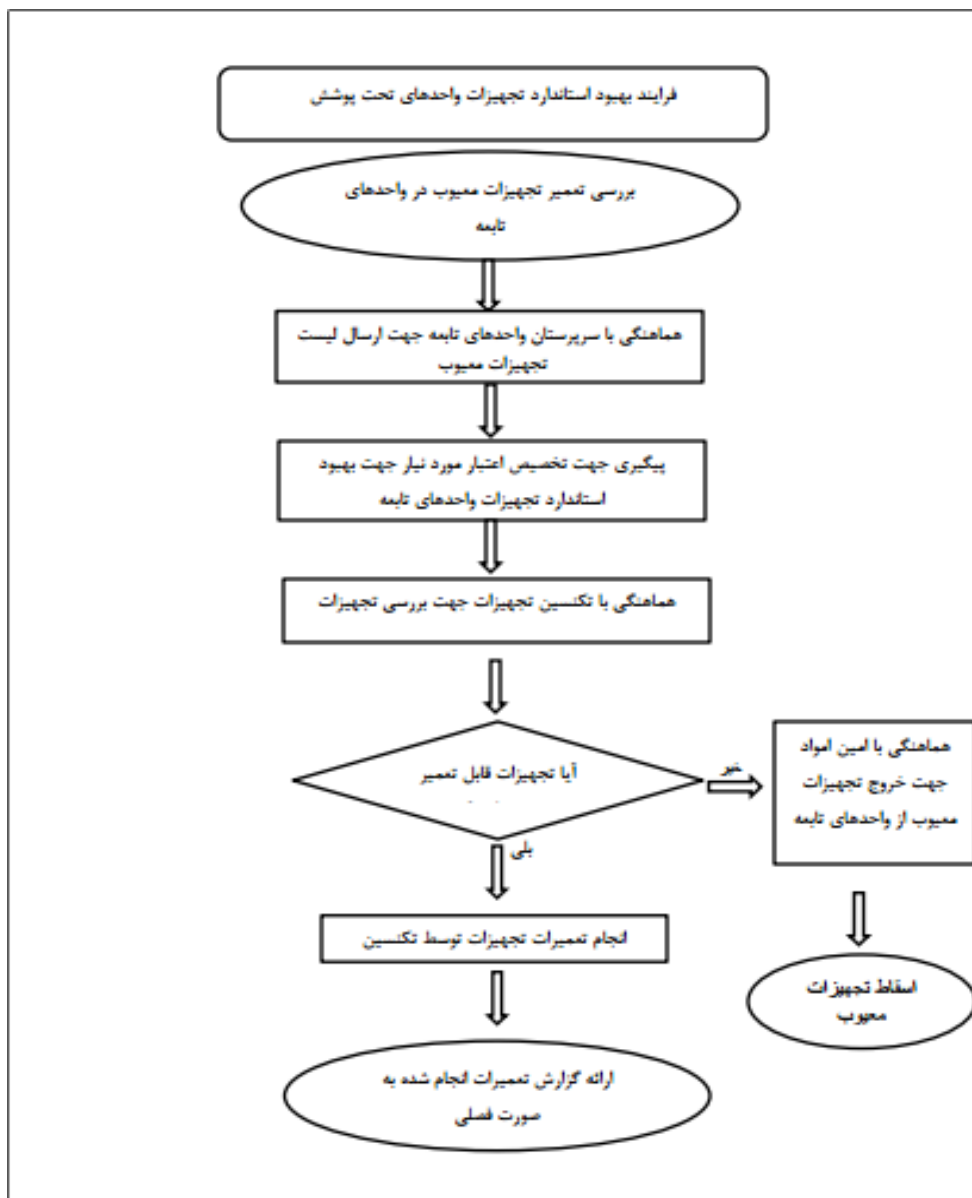 فرایند بهبود استاندارد تجهیزات واحدهای تحت پوشش
بررسی تعمیر تجهیزات معیوب در واحدهای
تابعه
هماهنگی با سرپرستان واحدهای تابعه جهت ارسال لیست
تجهیزات معیوب
پیگیری جهت تخصیص اعتبار مورد نیار جهت بهبود
استاندارد تجهیزات واحدهای تابعه
هماهنگی با تکنسین تجهیزات جهت بررسی تجهیزات
آیا تجهیزات قابل تعمیر
خیر
هماهنگی با امین امواد
جهت خروج تجهیزات
معیوب از واحدهای تابعه
بلی
انجام تعمیرات تجهیزات توسط تکنسین
اسقاط تجهیزات
معیوب
ارائه گزارش تعمیرات انجام شده به
صورت فصلی